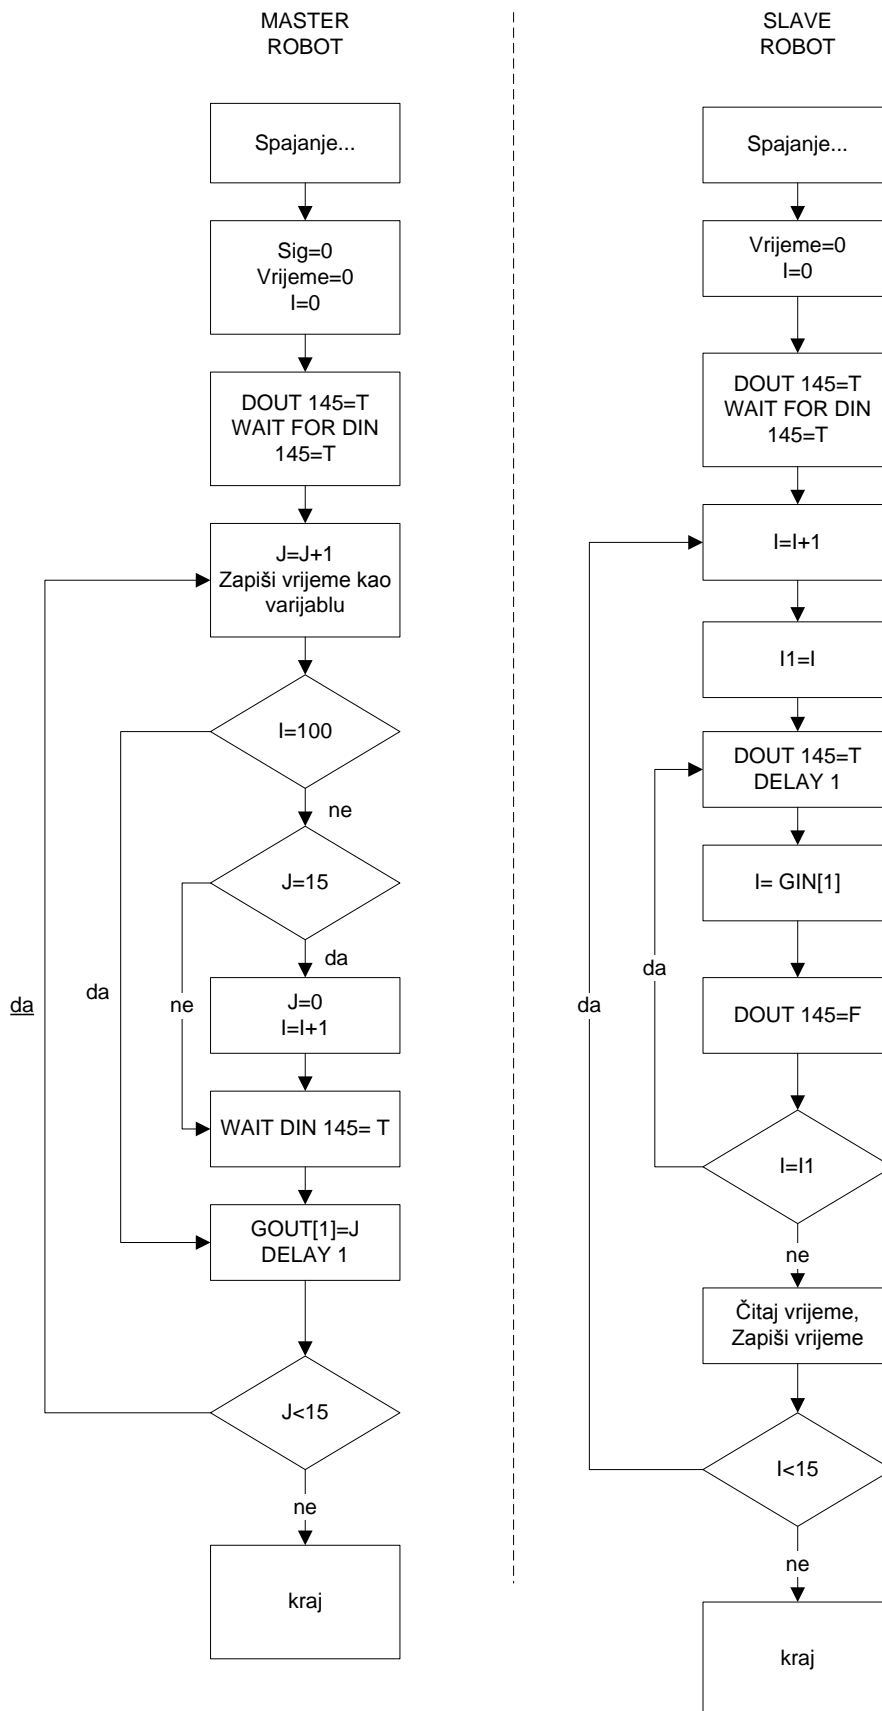 MASTER
ROBOT
Spajanje...
Sig=0
Vrijeme=0
I=0
DOUT 145=T
WAIT FOR DIN
145=T
J=J+1
Zapiši vrijeme kao
varijablu
I=100
ne
J=15
da
da
da
ne
J=0
I=I+1
WAIT DIN 145= T
GOUT[1]=J
DELAY 1
J<15
ne
kraj
SLAVE
ROBOT
Spajanje...
Vrijeme=0
I=0
DOUT 145=T
WAIT FOR DIN
145=T
I=I+1
I1=I
DOUT 145=T
DELAY 1
I= GIN[1]
da
da
DOUT 145=F
I=I1
ne
Čitaj vrijeme,
Zapiši vrijeme
I<15
ne
kraj